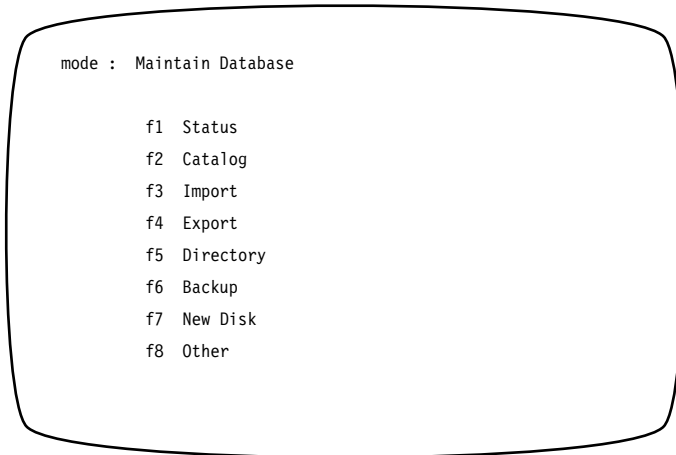 mode : Maintain Database
f1 Status
f2 Catalog
f3 Import
f4 Export
f5 Directory
f6 Backup
f7 New Disk
f8 Other